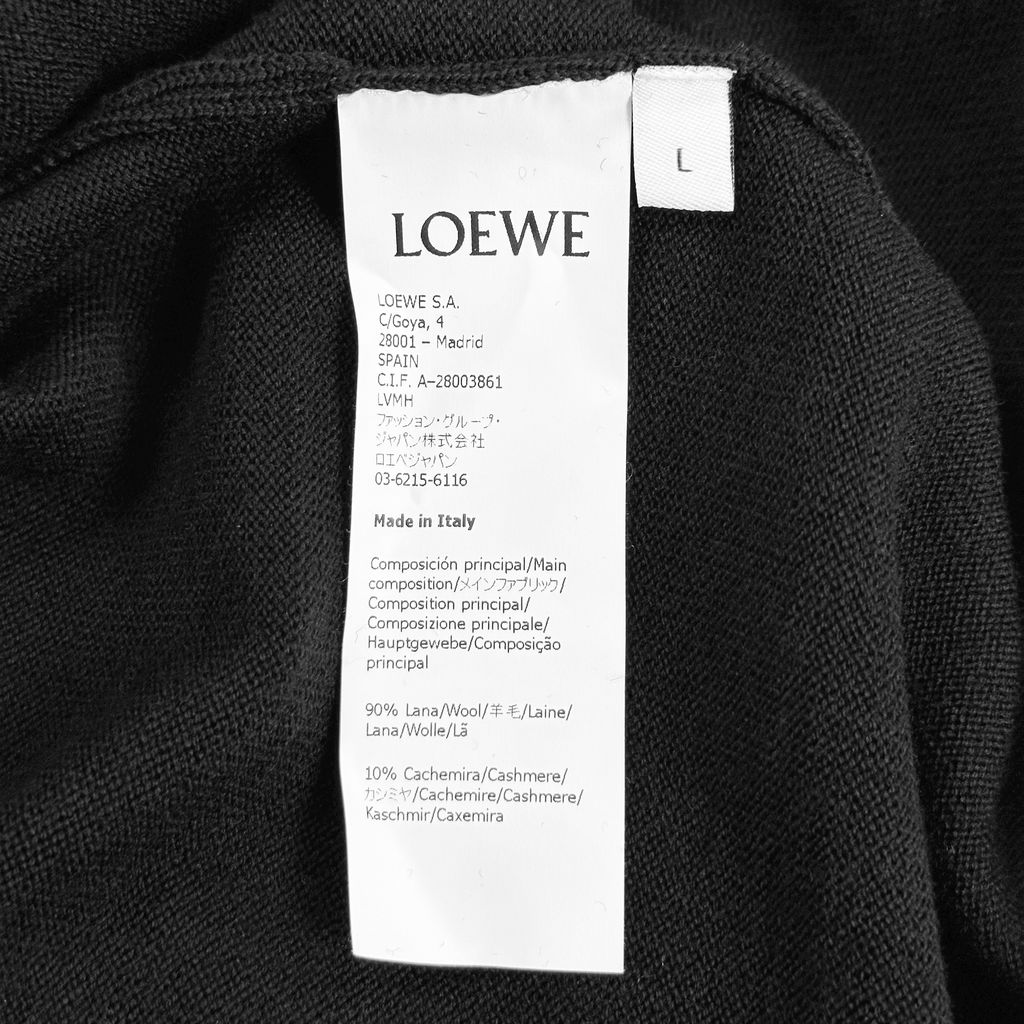 LOEWE
L
LOEWE S.A.
C/Goya, 4
28001 – Madrid
SPAIN
C.I.F. A–28003861
LVMH
ファッション・グループ・
ジャパン株式会社
ロエベジャパン
03-6215-6116
Made in Italy
Composición principal/Main
composition/メインファブリック/
Composition principal/
Composizione principale/
Hauptgewebe/Composição
principal
90% Lana/Wool/羊毛/Laine/
Lana/Wolle/Lã
10% Cachemira/Cashmere/
カシミヤ/Cachemire/Cashmere/
Kaschmir/Caxemira